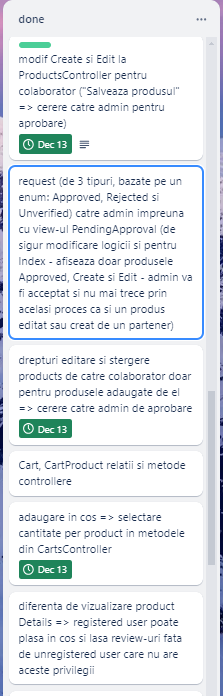 done
modif Create si Edit la
ProductsController pentru
colaborator ("Salveaza produsul"
=> cerere catre admin pentru
aprobare)
Dec 13
request (de 3 tipuri, bazate pe un
enum: Approved, Rejected si
Unverified) catre admin impreuna
cu view-ul PendingApproval (de
sigur modificare logicii si pentru
Index - afiseaza doar produsele
Approved, Create si Edit - admin va
fi acceptat si nu mai trece prin
acelasi proces ca si un produs
editat sau creat de un partener)
drepturi editare si stergere
products de catre colaborator doar
pentru produsele adaugate de el
=> cerere catre admin de aprobare
Dec 13
Cart, CartProduct relatii si metode
controllere
adaugare in cos => selectare
cantitate per product in metodele
din CartsController
Dec 13
diferenta de vizualizare product
Details => registered user poate
plasa in cos si lasa review-uri fata
de unregistered user care nu are
aceste privilegii